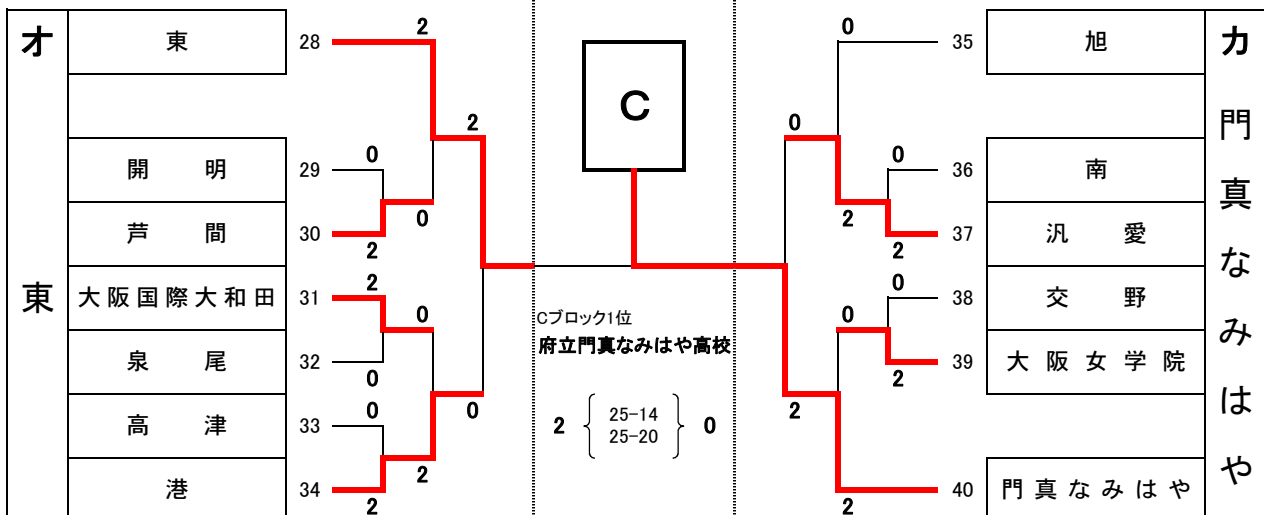 オ
東
東
28
2
開明
29
0
芦間
30
2
0
2
大阪国際大和田
31
2
0
泉尾
32
0
高津
33
0
港
34
2
2
0
C
Cブロック1位
府立門真なみはや高校
2
25-14
25-20
0
0
35
旭
0
0
36
南
2
2
37
汎愛
0
38
交野
0
2
39
大阪女学院
2
2
40
門真なみはや
カ
門真なみはや